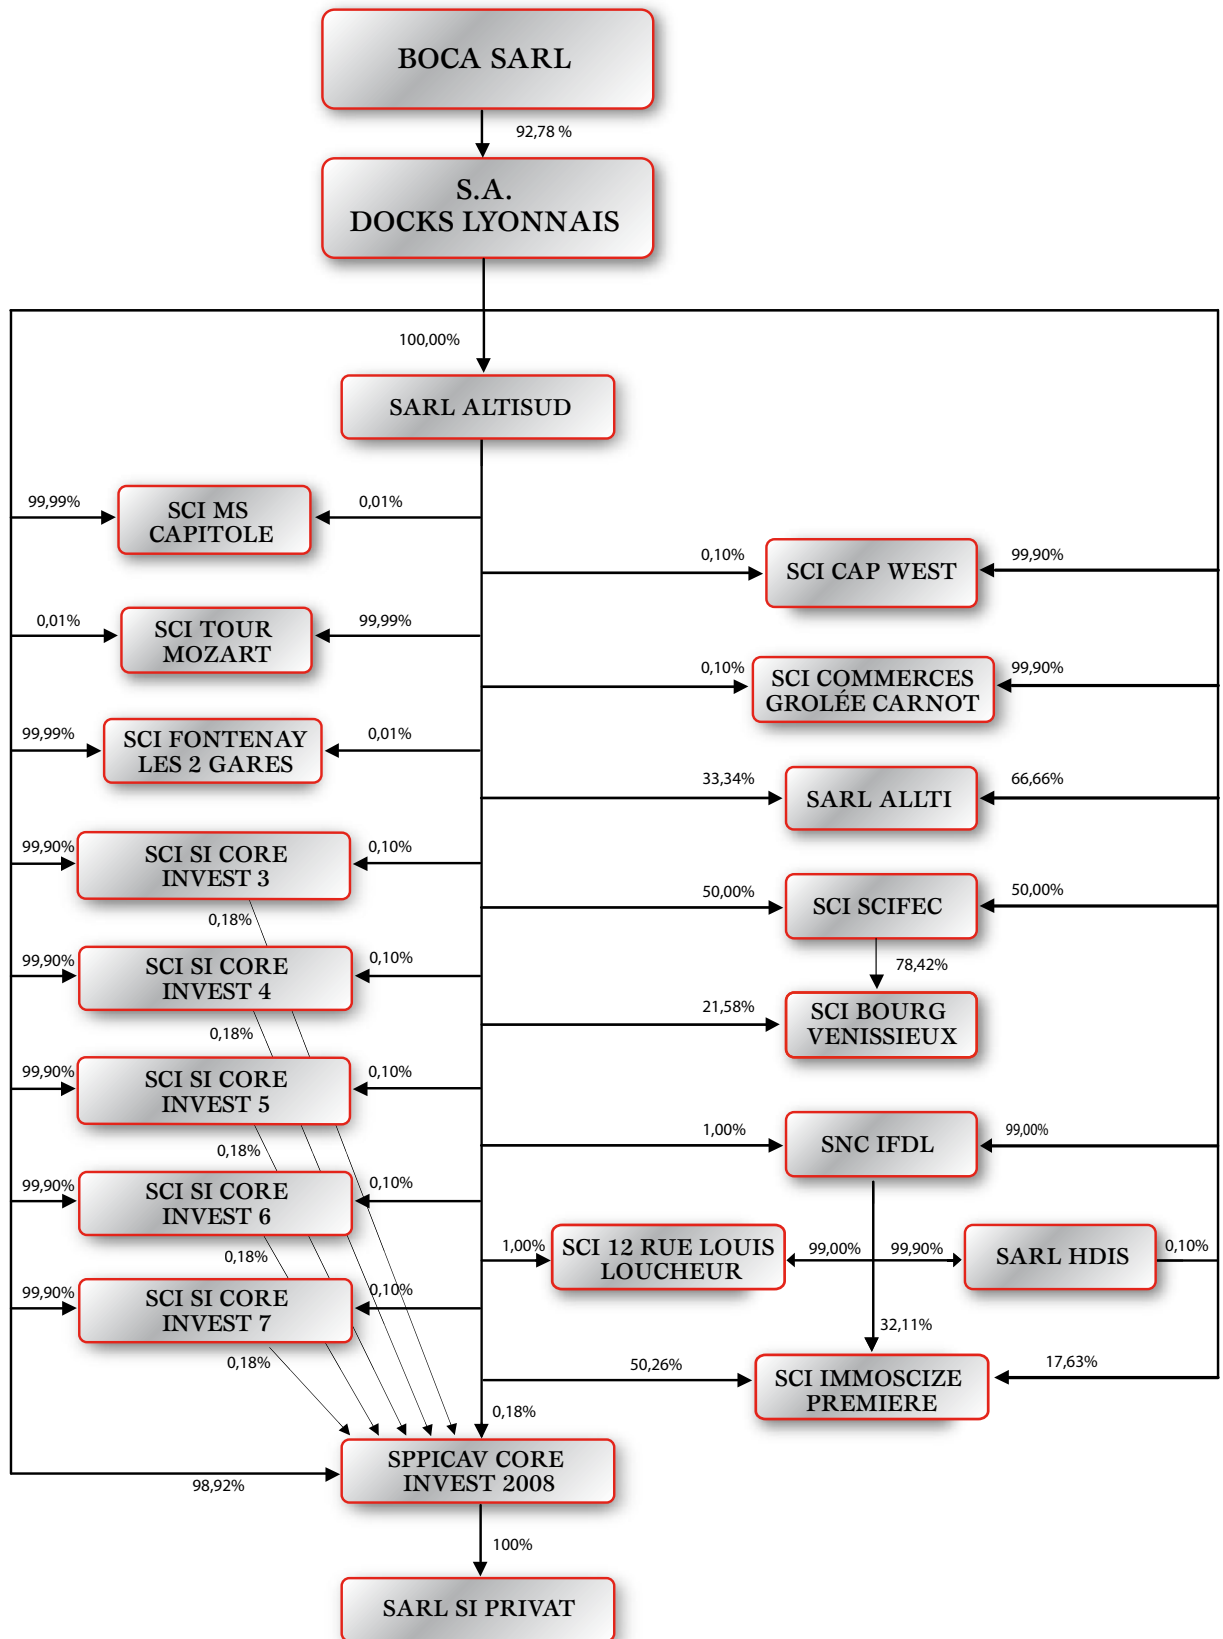 BOCA SARL
92,78 %
S.A.
DOCKS LYONNAIS
100,00%
SARL ALTISUD
99,99%
SCI MS
CAPITOLE
0,01%
0,10%
SCI CAP WEST
99,90%
0,01%
SCI TOUR
MOZART
99,99%
0,10%
SCI COMMERCES
GROLÉE CARNOT
99,90%
99,99%
SCI FONTENAY
LES 2 GARES
0,01%
33,34%
SARL ALLTI
66,66%
99,90%
SCI SI CORE
INVEST 3
0,10%
0,18%
50,00%
SCI SCIFEC
50,00%
78,42%
99,90%
SCI SI CORE
INVEST 4
0,10%
0,18%
21,58%
SCI BOURG
VENISSIEUX
99,90%
SCI SI CORE
INVEST 5
0,10%
0,18%
1,00%
SNC IFDL
99,00%
99,90%
SCI SI CORE
INVEST 6
0,10%
0,18%
1,00%
SCI 12 RUE LOUIS
LOUCHEUR
99,00%
99,90%
SARL HDIS
0,10%
99,90%
SCI SI CORE
INVEST 7
0,10%
0,18%
32,11%
50,26%
SCI IMMOSCIZE
PREMIERE
17,63%
0,18%
SPPICAV CORE
INVEST 2008
98,92%
100%
SARL SI PRIVAT